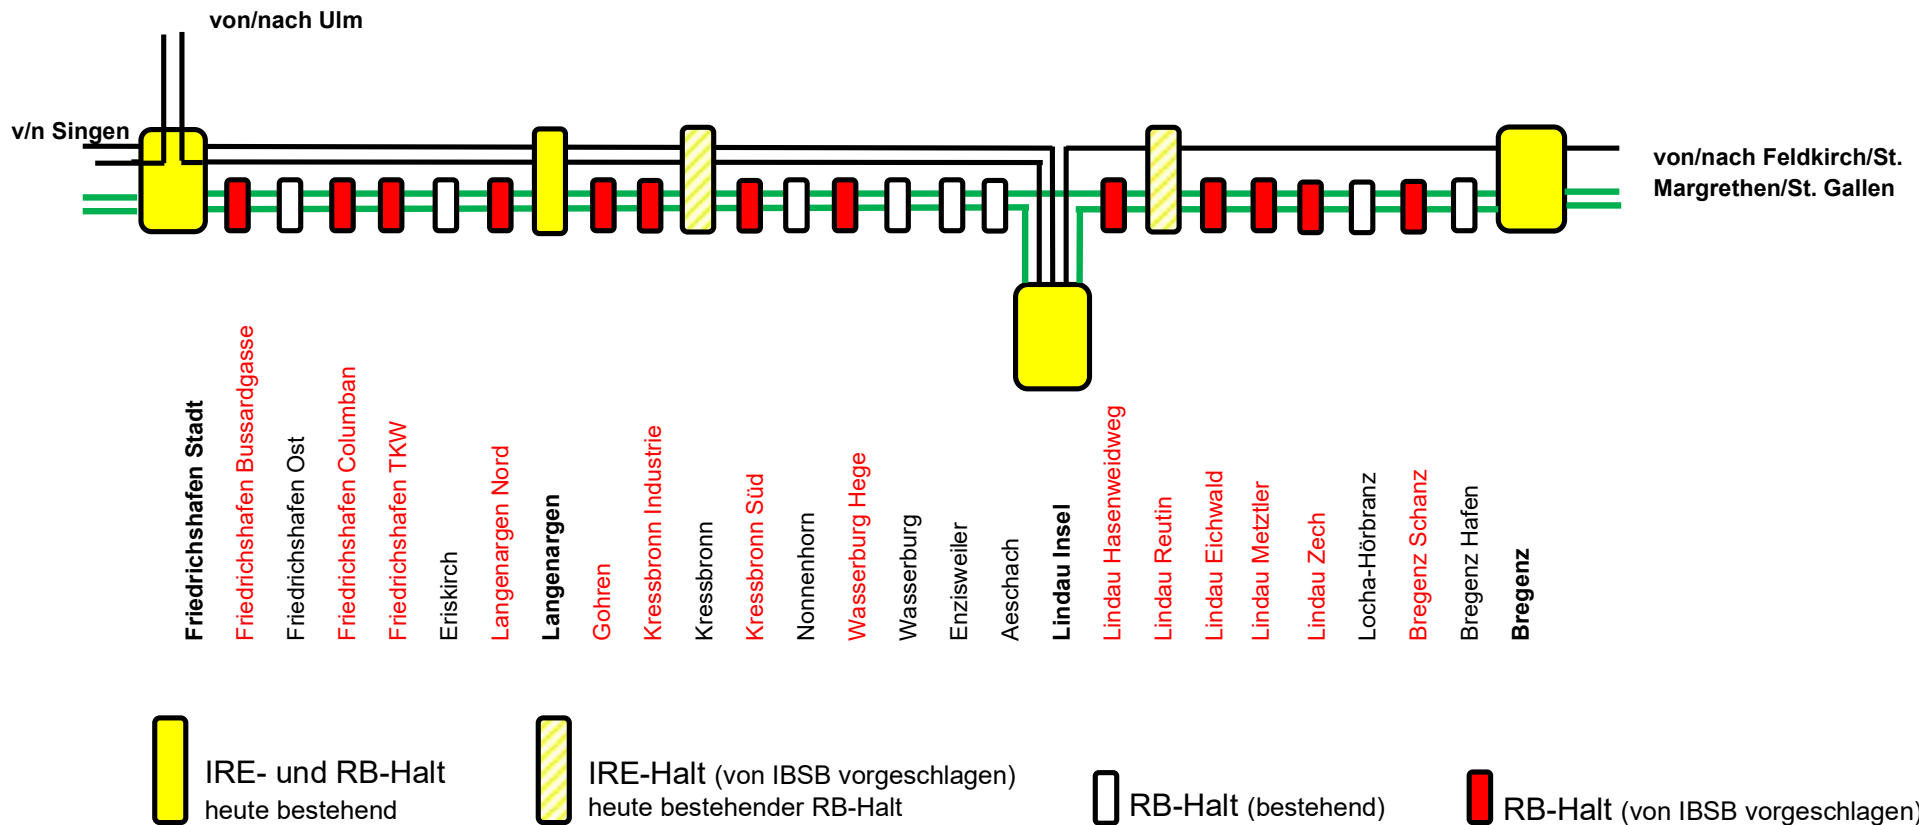 von/nach Ulm
v/n Singen
von/nach Feldkirch/St.
Margrethen/St. Gallen
Friedrichshafen Stadt
Friedrichshafen Bussardgasse
Friedrichshafen Ost
Friedrichshafen Columban
Friedrichshafen TKW
Eriskirch
Langenargen Nord
Langenargen
Gohren
Kressbronn Industrie
Kressbronn
Kressbronn Süd
Nonnenhorn
Wasserburg Hege
Wasserburg
Enzisweiler
Aeschach
Lindau Insel
Lindau Hasenweidweg
Lindau Reutin
Lindau Eichwald
Lindau Metztler
Lindau Zech
Locha-Hörbranz
Bregenz Schanz
Bregenz Hafen
Bregenz
IRE- und RB-Halt
heute bestehend
IRE-Halt (von IBSB vorgeschlagen)
heute bestehender RB-Halt
RB-Halt (bestehend)
RB-Halt (von IBSB vorgeschlagen)